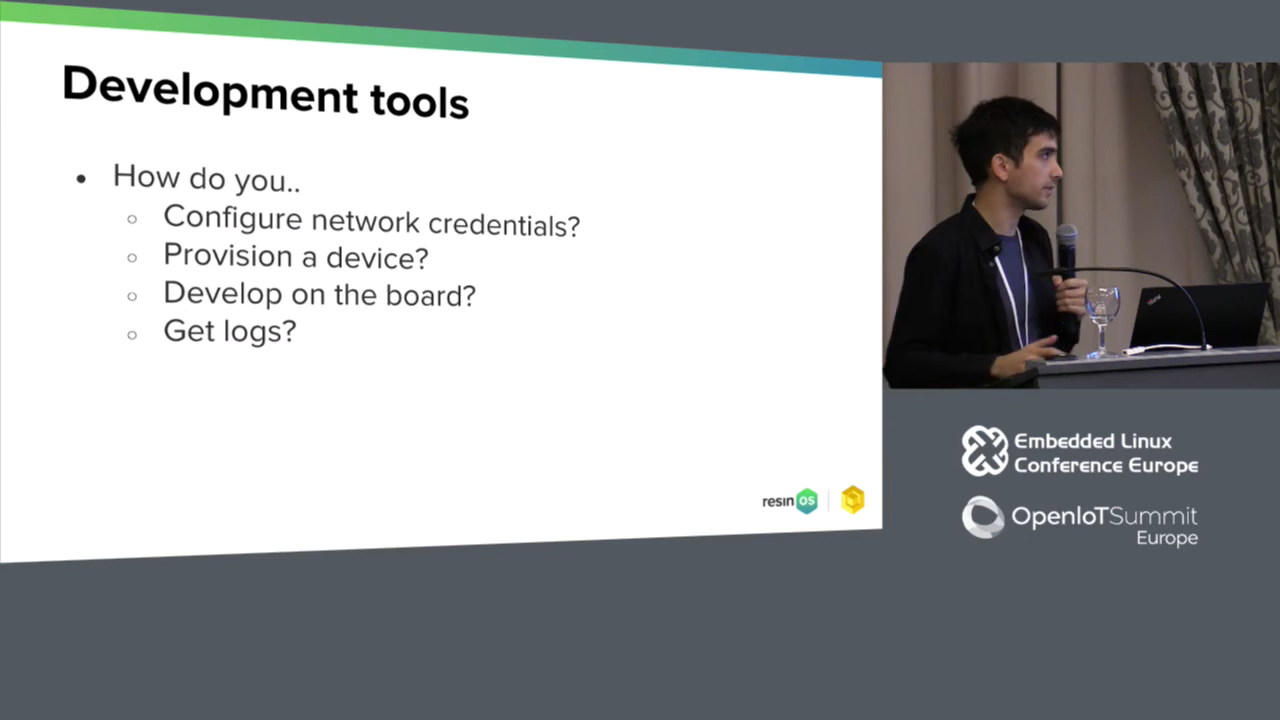 Development tools
How do you..
Configure network credentials?
Provision a device?
Develop on the board?
Get logs?
resin OS
Embedded Linux
Conference Europe
OpenIoTSummit
Europe